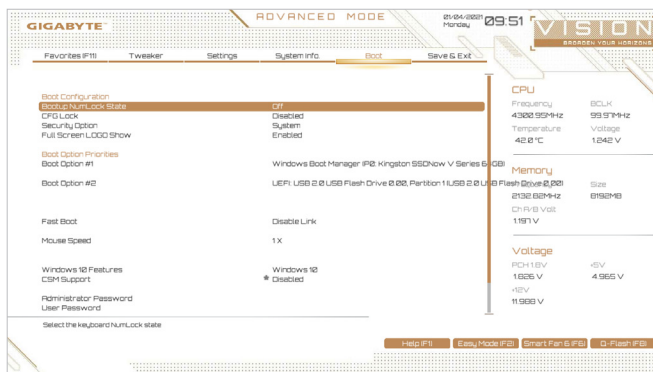 GIGABYTE
ADVANCED MODE
01/04/2021
Monday
09:51
VISION
BROADEN YOUR HORIZONS
Favorites (F11)
Tweaker
Settings
System Info.
Boot
Save & Exit
Boot Configuration
Bootup NumLock State Off
CFG Lock Disabled
Security Option System
Full Screen LOGO Show Enabled
Boot Option Priorities
Boot Option #1 Windows Boot Manager (P0: Kingston SSDNow V Series 64GB)
Boot Option #2 UEFI: USB 2.0 USB Flash Drive 0.00, Partition 1 (USB 2.0 USB Flash Drive 0.00)
Fast Boot Disable Link
Mouse Speed 1 X
Windows 10 Features Windows 10
CSM Support * Disabled
Administrator Password
User Password
CPU
Frequency BCLK
4300.95MHz 99.97MHz
Temperature Voltage
42.0 °C 1.242 V
Memory
Frequency Size
2132.82MHz 8192MB
Ch A/B Volt
1.197 V
Voltage
PCH 1.8V +5V
1.826 V 4.965 V
+12V
11.988 V
Select the keyboard NumLock state
Help (F1)
Easy Mode (F2)
Smart Fan 6 (F6)
Q-Flash (F8)